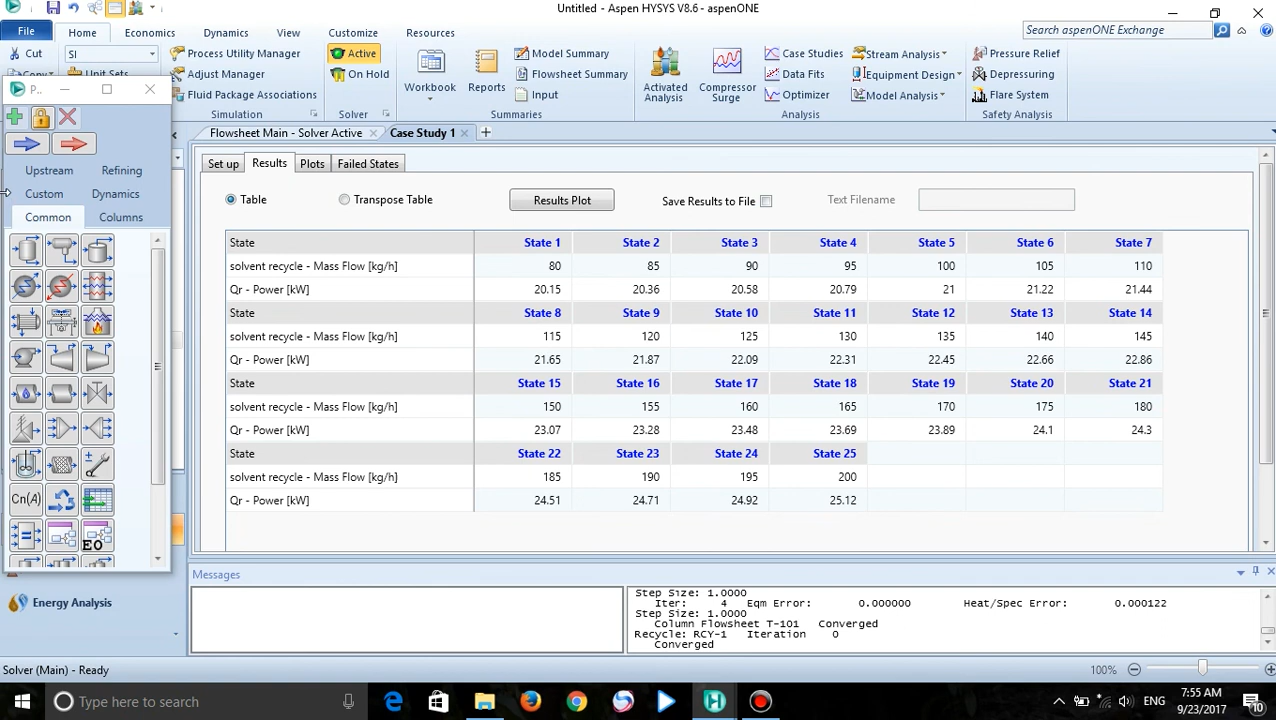 Untitled - Aspen HYSYS V8.6 - aspenONE
File Home Economics Dynamics View Customize Resources Search aspenONE Exchange
Cut SI Process Utility Manager Active Model Summary Case Studies Stream Analysis Pressure Relief
Copy Unit Sets Adjust Manager On Hold Workbook Reports Flowsheet Summary Activated Analysis Compressor Surge Data Fits Equipment Design Depressuring
Fluid Package Associations Input Optimizer Model Analysis Flare System
Simulation Solver Summaries Analysis Safety Analysis
P..
Flowsheet Main - Solver Active Case Study 1
Set up Results Plots Failed States
Upstream Refining
Custom Dynamics
Common Columns
Table Transpose Table Results Plot Save Results to File Text Filename
State State 1 State 2 State 3 State 4 State 5 State 6 State 7
solvent recycle - Mass Flow [kg/h] 80 85 90 95 100 105 110
Qr - Power [kW] 20.15 20.36 20.58 20.79 21 21.22 21.44
State State 8 State 9 State 10 State 11 State 12 State 13 State 14
solvent recycle - Mass Flow [kg/h] 115 120 125 130 135 140 145
Qr - Power [kW] 21.65 21.87 22.09 22.31 22.45 22.66 22.86
State State 15 State 16 State 17 State 18 State 19 State 20 State 21
solvent recycle - Mass Flow [kg/h] 150 155 160 165 170 175 180
Qr - Power [kW] 23.07 23.28 23.48 23.69 23.89 24.1 24.3
State State 22 State 23 State 24 State 25
solvent recycle - Mass Flow [kg/h] 185 190 195 200
Qr - Power [kW] 24.51 24.71 24.92 25.12
Cn(A)
EO
Energy Analysis
Messages
Step Size: 1.0000
Iter: 4 Eqm Error: 0.000000 Heat/Spec Error: 0.000122
Step Size: 1.0000
Column Flowsheet T-101 Converged
Recycle: RCY-1 Iteration 0
Converged
Solver (Main) - Ready 100%
Type here to search ENG 7:55 AM
9/23/2017 10